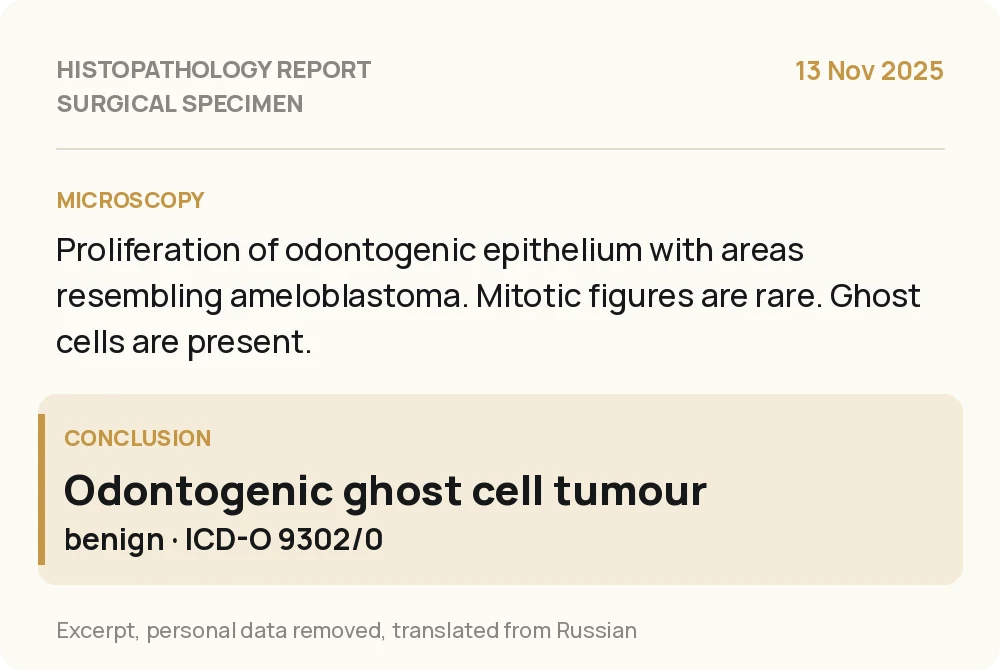 HISTOPATHOLOGY REPORT
SURGICAL SPECIMEN
13 Nov 2025
MICROSCOPY
Proliferation of odontogenic epithelium with areas
resembling ameloblastoma. Mitotic figures are rare. Ghost
cells are present.
CONCLUSION
Odontogenic ghost cell tumour
benign · ICD-O 9302/0
Excerpt, personal data removed, translated from Russian